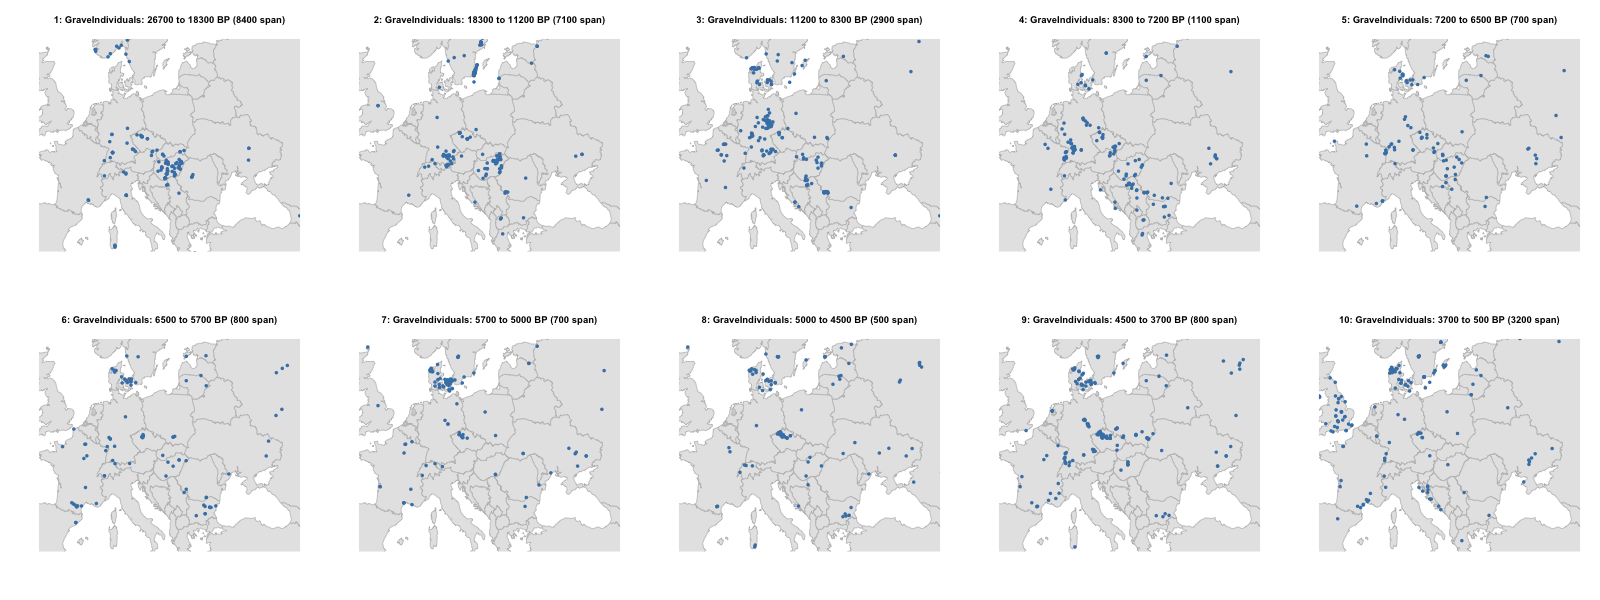 1: GraveIndividuals: 26700 to 18300 BP (8400 span)
2: GraveIndividuals: 18300 to 11200 BP (7100 span)
3: GraveIndividuals: 11200 to 8300 BP (2900 span)
4: GraveIndividuals: 8300 to 7200 BP (1100 span)
5: GraveIndividuals: 7200 to 6500 BP (700 span)
6: GraveIndividuals: 6500 to 5700 BP (800 span)
7: GraveIndividuals: 5700 to 5000 BP (700 span)
8: GraveIndividuals: 5000 to 4500 BP (500 span)
9: GraveIndividuals: 4500 to 3700 BP (800 span)
10: GraveIndividuals: 3700 to 500 BP (3200 span)